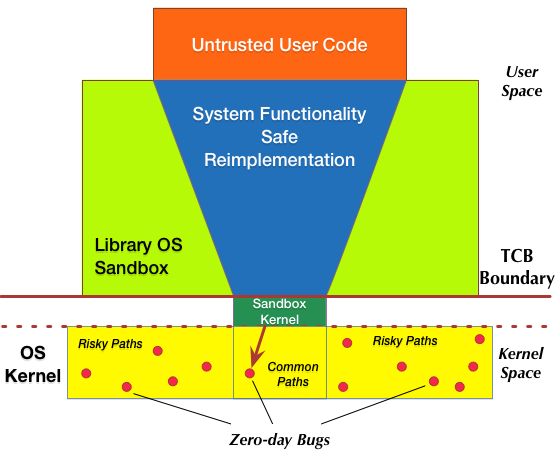 Untrusted User Code
User
Space
System Functionality
Safe
Reimplementation
Library OS
Sandbox
TCB
Boundary
Sandbox
Kernel
OS
Kernel
Risky Paths
Common
Paths
Risky Paths
Kernel
Space
Zero-day Bugs